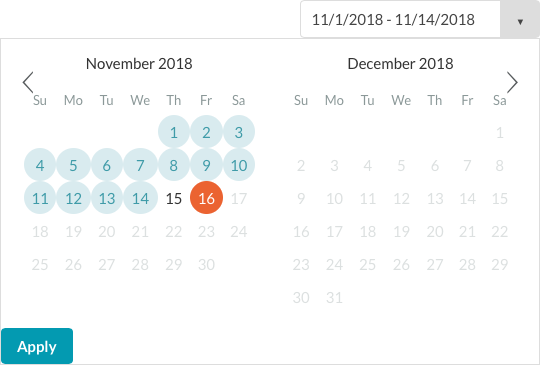 11/1/2018 - 11/14/2018 ▼
November 2018
Su Mo Tu We Th Fr Sa
1 2 3
4 5 6 7 8 9 10
11 12 13 14 15 16 17
18 19 20 21 22 23 24
25 26 27 28 29 30
December 2018
Su Mo Tu We Th Fr Sa
1
2 3 4 5 6 7 8
9 10 11 12 13 14 15
16 17 18 19 20 21 22
23 24 25 26 27 28 29
30 31
Apply